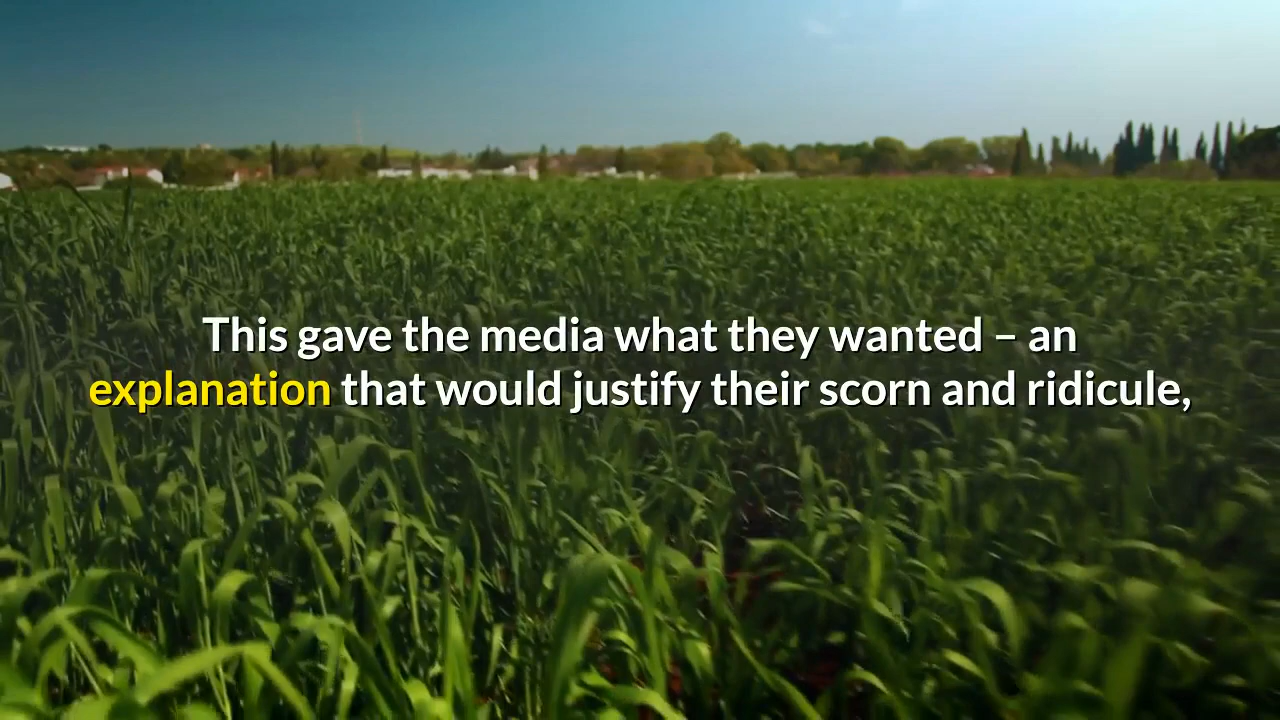 This gave the media what they wanted – an
explanation that would justify their scorn and ridicule,